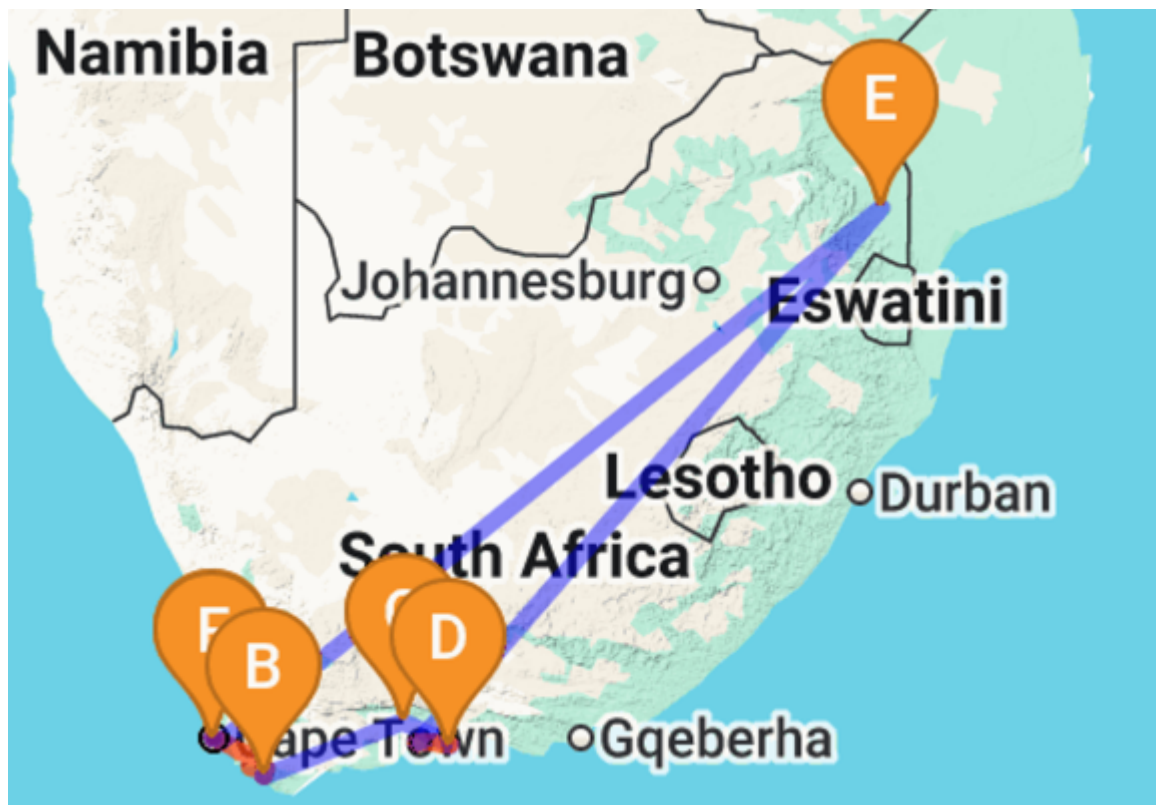 Namibia
Botswana
E
Johannesburg
Eswatini
Lesotho
Durban
South Africa
D
B
Gqeberha